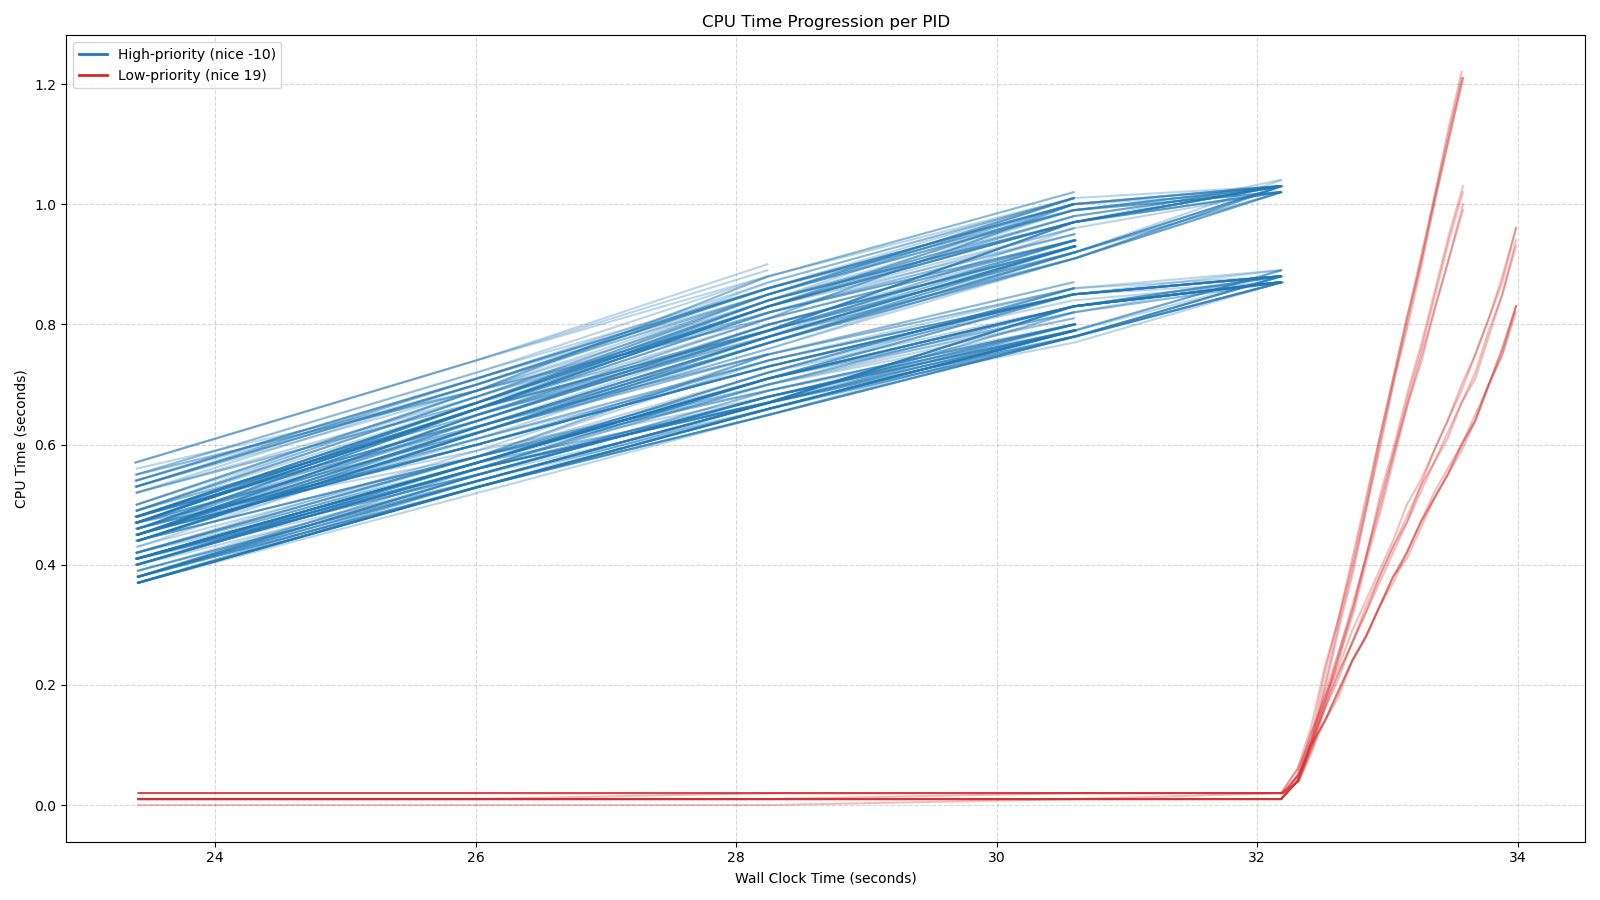 CPU Time Progression per PID
High-priority (nice -10)
Low-priority (nice 19)
1.2
1.0
0.8
0.6
0.4
0.2
0.0
CPU Time (seconds)
24 26 28 30 32 34
Wall Clock Time (seconds)